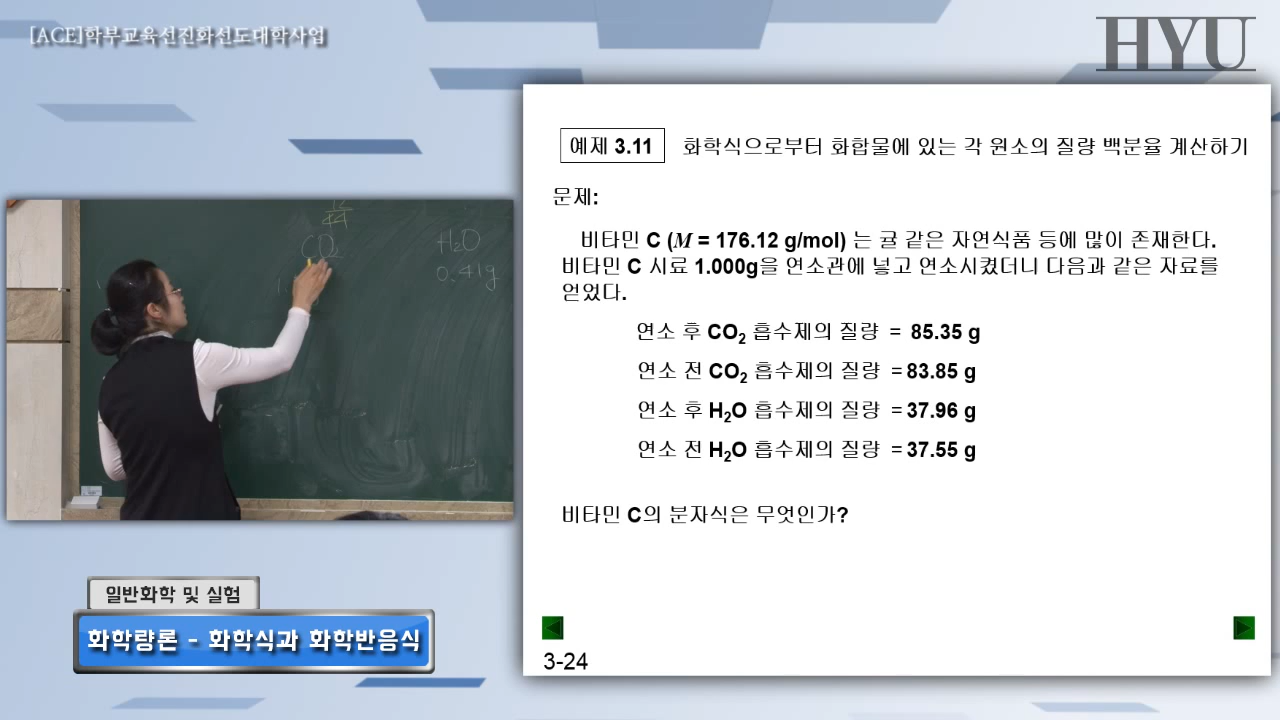 [ACE]학부교육선진화선도대학사업
HYU
예제 3.11 화학식으로부터 화합물에 있는 각 원소의 질량 백분율 계산하기
문제:
비타민 C (M = 176.12 g/mol) 는 귤 같은 자연식품 등에 많이 존재한다.
비타민 C 시료 1.000g을 연소관에 넣고 연소시켰더니 다음과 같은 자료를
얻었다.
연소 후 CO2 흡수제의 질량 = 85.35 g
연소 전 CO2 흡수제의 질량 = 83.85 g
연소 후 H2O 흡수제의 질량 = 37.96 g
연소 전 H2O 흡수제의 질량 = 37.55 g
비타민 C의 분자식은 무엇인가?
3-24
CO2
H2O
0.41g
일반화학 및 실험
화학량론 - 화학식과 화학반응식